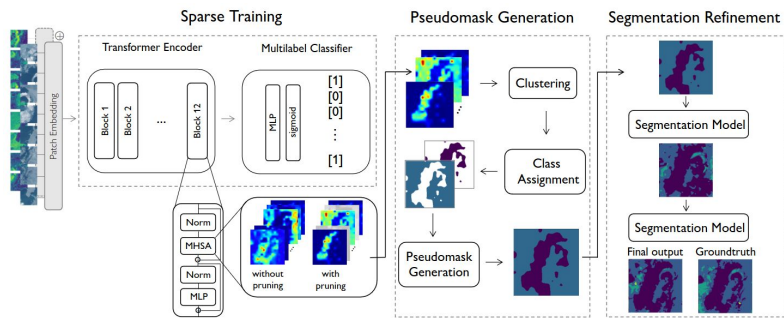 Sparse Training
Pseudomask Generation
Segmentation Refinement
Transformer Encoder
Multilabel Classifier
Patch Embedding
Block 1
Block 2
...
Block 12
MLP
sigmoid
[1]
[0]
[0]
⋮
[1]
Norm
MHSA
Norm
MLP
without
pruning
with
pruning
Clustering
Class
Assignment
Pseudomask
Generation
Segmentation Model
Segmentation Model
Final output
Groundtruth